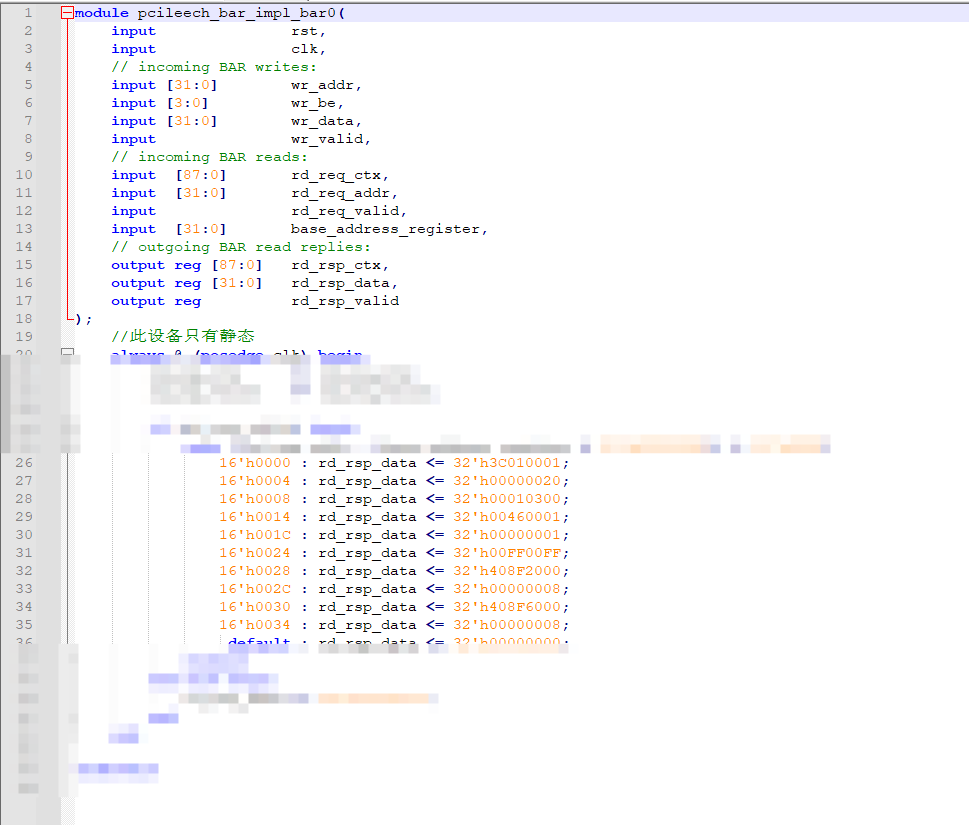 1 module pcileech_bar_impl_bar0(
2 input rst,
3 input clk,
4 // incoming BAR writes:
5 input [31:0] wr_addr,
6 input [3:0] wr_be,
7 input [31:0] wr_data,
8 input wr_valid,
9 // incoming BAR reads:
10 input [87:0] rd_req_ctx,
11 input [31:0] rd_req_addr,
12 input rd_req_valid,
13 input [31:0] base_address_register,
14 // outgoing BAR read replies:
15 output reg [87:0] rd_rsp_ctx,
16 output reg [31:0] rd_rsp_data,
17 output reg rd_rsp_valid
18 );
19 //此设备只有静态
20 always @ (posedge clk) begin
26 16'h0000 : rd_rsp_data <= 32'h3C010001;
27 16'h0004 : rd_rsp_data <= 32'h00000020;
28 16'h0008 : rd_rsp_data <= 32'h00010300;
29 16'h0014 : rd_rsp_data <= 32'h00460001;
30 16'h001C : rd_rsp_data <= 32'h00000001;
31 16'h0024 : rd_rsp_data <= 32'h00FF00FF;
32 16'h0028 : rd_rsp_data <= 32'h408F2000;
33 16'h002C : rd_rsp_data <= 32'h00000008;
34 16'h0030 : rd_rsp_data <= 32'h408F6000;
35 16'h0034 : rd_rsp_data <= 32'h00000008;
36 default : rd_rsp_data <= 32'h00000000;